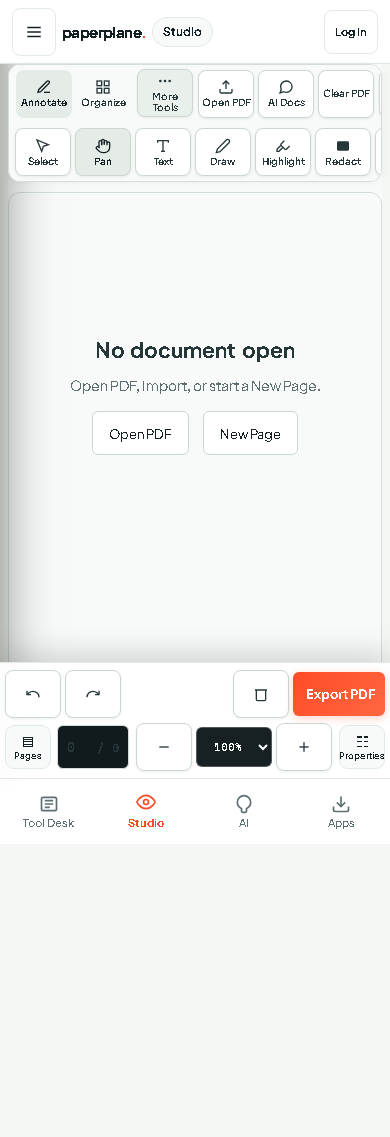 paperplane. Studio Log In
Annotate Organize More Tools Open PDF AI Docs Clear PDF
Select Pan Text Draw Highlight Redact
No document open
Open PDF, Import, or start a New Page.
Open PDF New Page
Export PDF
Pages 0 / 0 − 100% + Properties
Tool Desk Studio AI Apps